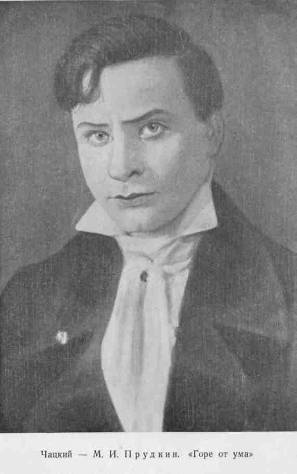 Чацкий — М. И. Прудкин. «Горе от ума»